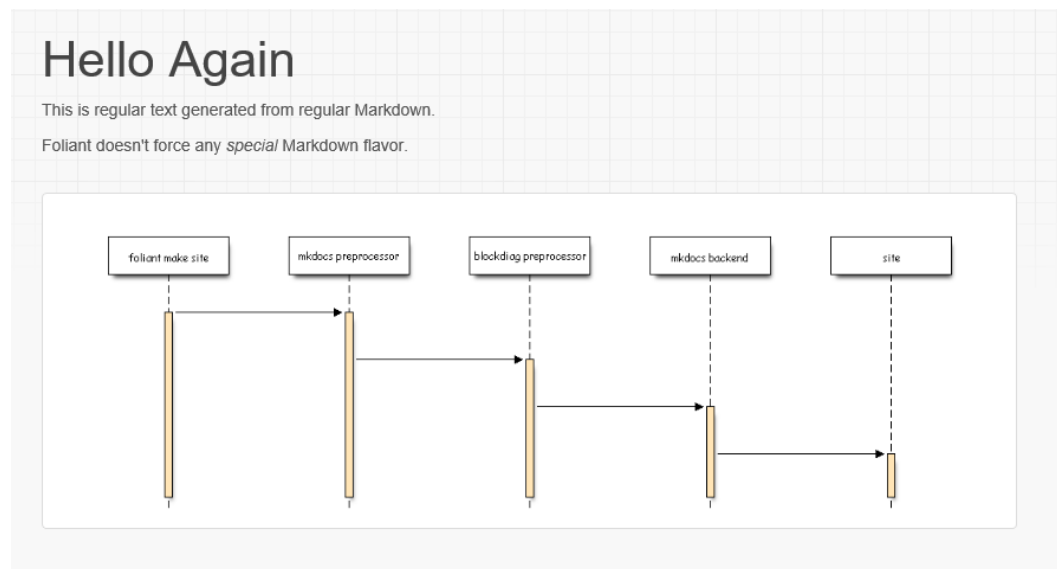 Hello Again
This is regular text generated from regular Markdown.
Foliant doesn't force any special Markdown flavor.
foliant make site
mkdocs preprocessor
blockdiag preprocessor
mkdocs backend
site